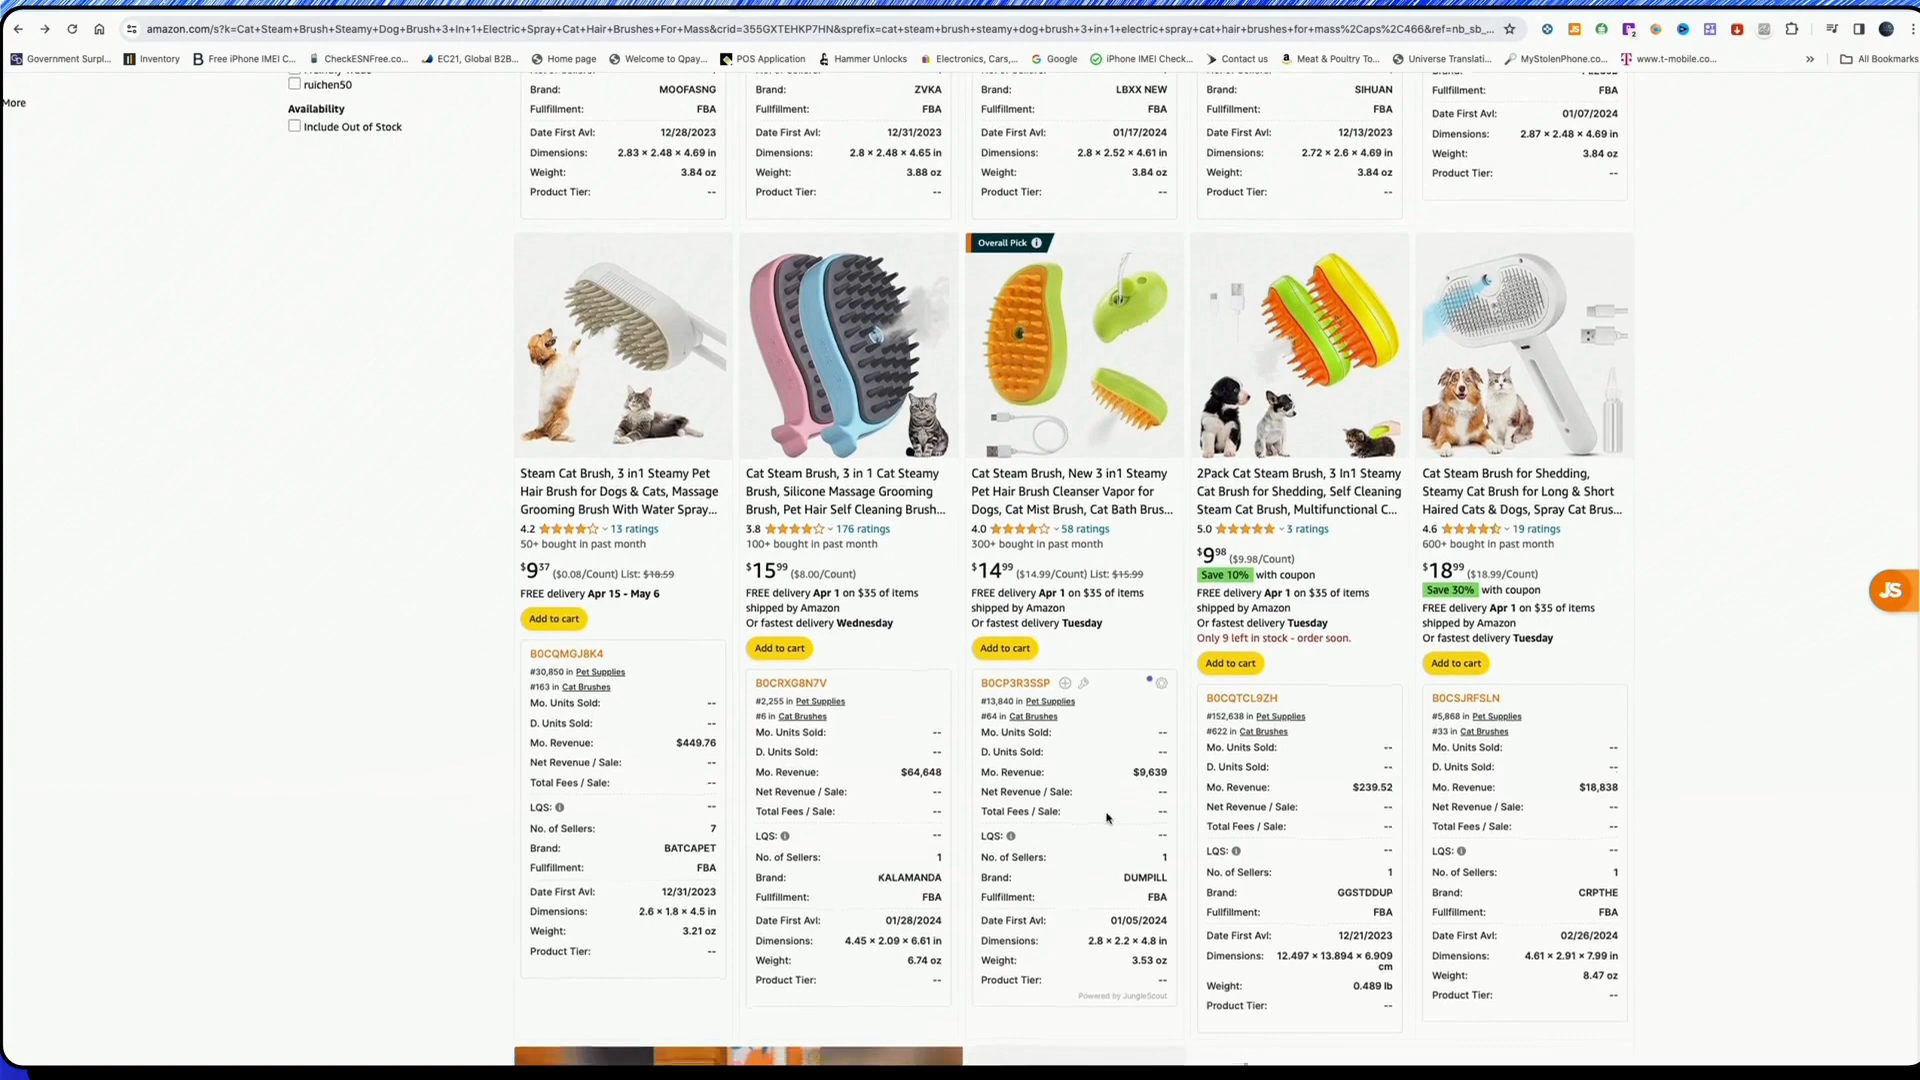 amazon.com/s?k=Cat+Steam+Brush+Steamy+Dog+Brush+3+In+1+Electric+Spray+Cat+Hair+Brushes+For+Mass&crid=355GXTEHKP7HN&sprefix=cat+steam+brush+steamy+dog+brush+3+in+1+electric+spray+cat+hair+brushes+for+mass%2Caps%2C466&ref=nb_sb_...
Government Surpl... Inventory Free iPhone IMEI C... CheckESNFree.co... EC21, Global B2B... Home page Welcome to Qpay... POS Application Hammer Unlocks Electronics, Cars,... Google iPhone IMEI Check... Contact us Meat & Poultry To... Universe Translati... MyStolenPhone.co... www.t-mobile.co... » All Bookmarks
More
ruichen50
Availability
Include Out of Stock
Brand: MOOFASNG
Fullfillment: FBA
Date First Avl: 12/28/2023
Dimensions: 2.83 × 2.48 × 4.69 in
Weight: 3.84 oz
Product Tier: --
Brand: ZVKA
Fullfillment: FBA
Date First Avl: 12/31/2023
Dimensions: 2.8 × 2.48 × 4.65 in
Weight: 3.88 oz
Product Tier: --
Brand: LBXX NEW
Fullfillment: FBA
Date First Avl: 01/17/2024
Dimensions: 2.8 × 2.52 × 4.61 in
Weight: 3.84 oz
Product Tier: --
Brand: SIHUAN
Fullfillment: FBA
Date First Avl: 12/13/2023
Dimensions: 2.72 × 2.6 × 4.69 in
Weight: 3.84 oz
Product Tier: --
Fullfillment: FBA
Date First Avl: 01/07/2024
Dimensions: 2.87 × 2.48 × 4.69 in
Weight: 3.84 oz
Product Tier: --
Steam Cat Brush, 3 in1 Steamy Pet
Hair Brush for Dogs & Cats, Massage
Grooming Brush With Water Spray...
4.2 13 ratings
50+ bought in past month
$9 37 ($0.08/Count) List: $18.59
FREE delivery Apr 15 - May 6
Add to cart
B0CQMGJ8K4
#30,850 in Pet Supplies
#163 in Cat Brushes
Mo. Units Sold: --
D. Units Sold: --
Mo. Revenue: $449.76
Net Revenue / Sale: --
Total Fees / Sale: --
LQS: --
No. of Sellers: 7
Brand: BATCAPET
Fullfillment: FBA
Date First Avl: 12/31/2023
Dimensions: 2.6 × 1.8 × 4.5 in
Weight: 3.21 oz
Product Tier: --
Cat Steam Brush, 3 in 1 Cat Steamy
Brush, Silicone Massage Grooming
Brush, Pet Hair Self Cleaning Brush...
3.8 176 ratings
100+ bought in past month
$15 99 ($8.00/Count)
FREE delivery Apr 1 on $35 of items
shipped by Amazon
Or fastest delivery Wednesday
Add to cart
B0CRXG8N7V
#2,255 in Pet Supplies
#6 in Cat Brushes
Mo. Units Sold: --
D. Units Sold: --
Mo. Revenue: $64,648
Net Revenue / Sale: --
Total Fees / Sale: --
LQS: --
No. of Sellers: 1
Brand: KALAMANDA
Fullfillment: FBA
Date First Avl: 01/28/2024
Dimensions: 4.45 × 2.09 × 6.61 in
Weight: 6.74 oz
Product Tier: --
Overall Pick
Cat Steam Brush, New 3 in1 Steamy
Pet Hair Brush Cleanser Vapor for
Dogs, Cat Mist Brush, Cat Bath Brus...
4.0 58 ratings
300+ bought in past month
$14 99 ($14.99/Count) List: $15.99
FREE delivery Apr 1 on $35 of items
shipped by Amazon
Or fastest delivery Tuesday
Add to cart
B0CP3R3SSP
#13,840 in Pet Supplies
#64 in Cat Brushes
Mo. Units Sold: --
D. Units Sold: --
Mo. Revenue: $9,639
Net Revenue / Sale: --
Total Fees / Sale: --
LQS: --
No. of Sellers: 1
Brand: DUMPILL
Fullfillment: FBA
Date First Avl: 01/05/2024
Dimensions: 2.8 × 2.2 × 4.8 in
Weight: 3.53 oz
Product Tier: --
Powered by JungleScout
2Pack Cat Steam Brush, 3 In1 Steamy
Cat Brush for Shedding, Self Cleaning
Steam Cat Brush, Multifunctional C...
5.0 3 ratings
$9 98 ($9.98/Count)
Save 10% with coupon
FREE delivery Apr 1 on $35 of items
shipped by Amazon
Or fastest delivery Tuesday
Only 9 left in stock - order soon.
Add to cart
B0CQTCL9ZH
#152,638 in Pet Supplies
#622 in Cat Brushes
Mo. Units Sold: --
D. Units Sold: --
Mo. Revenue: $239.52
Net Revenue / Sale: --
Total Fees / Sale: --
LQS: --
No. of Sellers: 1
Brand: GGSTDDUP
Fullfillment: FBA
Date First Avl: 12/21/2023
Dimensions: 12.497 × 13.894 × 6.909
cm
Weight: 0.489 lb
Product Tier: --
Cat Steam Brush for Shedding,
Steamy Cat Brush for Long & Short
Haired Cats & Dogs, Spray Cat Brus...
4.6 19 ratings
600+ bought in past month
$18 99 ($18.99/Count)
Save 30% with coupon
FREE delivery Apr 1 on $35 of items
shipped by Amazon
Or fastest delivery Tuesday
Add to cart
B0CSJRFSLN
#5,868 in Pet Supplies
#33 in Cat Brushes
Mo. Units Sold: --
D. Units Sold: --
Mo. Revenue: $18,838
Net Revenue / Sale: --
Total Fees / Sale: --
LQS: --
No. of Sellers: 1
Brand: CRPTHE
Fullfillment: FBA
Date First Avl: 02/26/2024
Dimensions: 4.61 × 2.91 × 7.99 in
Weight: 8.47 oz
Product Tier: --
JS